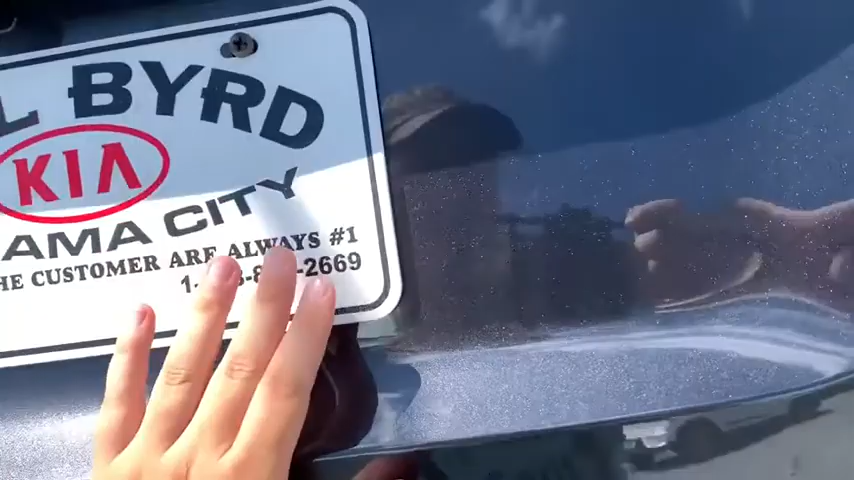 L BYRD
KIA
AMA CITY
HE CUSTOMER ARE ALWAYS #1
2669